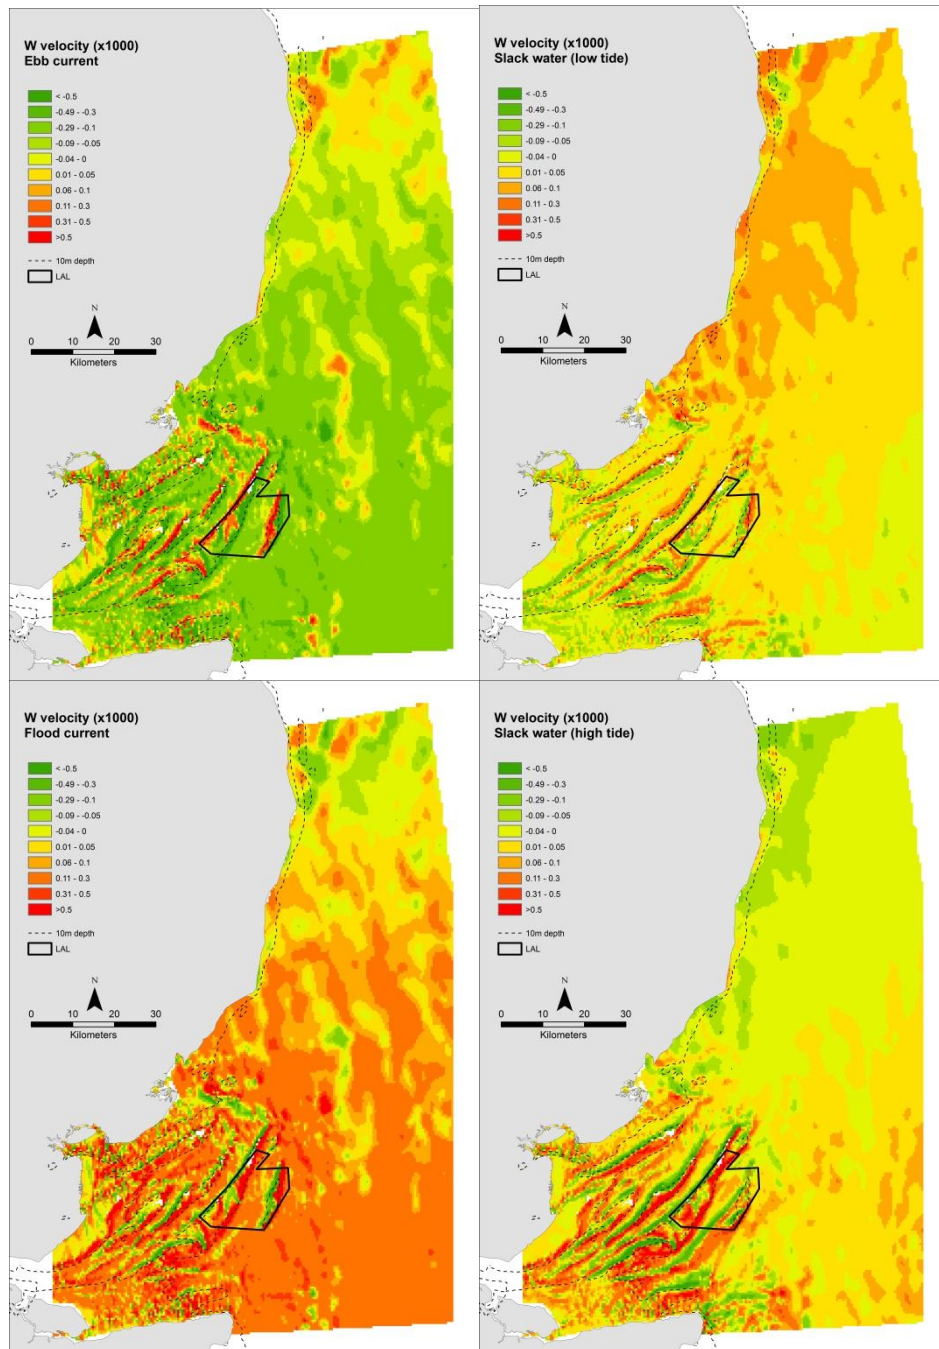 W velocity (x1000)
Ebb current
< -0.5
-0.49 - -0.3
-0.29 - -0.1
-0.09 - -0.05
-0.04 - 0
0.01 - 0.05
0.06 - 0.1
0.11 - 0.3
0.31 - 0.5
>0.5
10m depth
LAL
N
0 10 20 30
Kilometers
W velocity (x1000)
Slack water (low tide)
< -0.5
-0.49 - -0.3
-0.29 - -0.1
-0.09 - -0.05
-0.04 - 0
0.01 - 0.05
0.06 - 0.1
0.11 - 0.3
0.31 - 0.5
>0.5
10m depth
LAL
N
0 10 20 30
Kilometers
W velocity (x1000)
Flood current
< -0.5
-0.49 - -0.3
-0.29 - -0.1
-0.09 - -0.05
-0.04 - 0
0.01 - 0.05
0.06 - 0.1
0.11 - 0.3
0.31 - 0.5
>0.5
10m depth
LAL
N
0 10 20 30
Kilometers
W velocity (x1000)
Slack water (high tide)
< -0.5
-0.49 - -0.3
-0.29 - -0.1
-0.09 - -0.05
-0.04 - 0
0.01 - 0.05
0.06 - 0.1
0.11 - 0.3
0.31 - 0.5
>0.5
10m depth
LAL
N
0 10 20 30
Kilometers